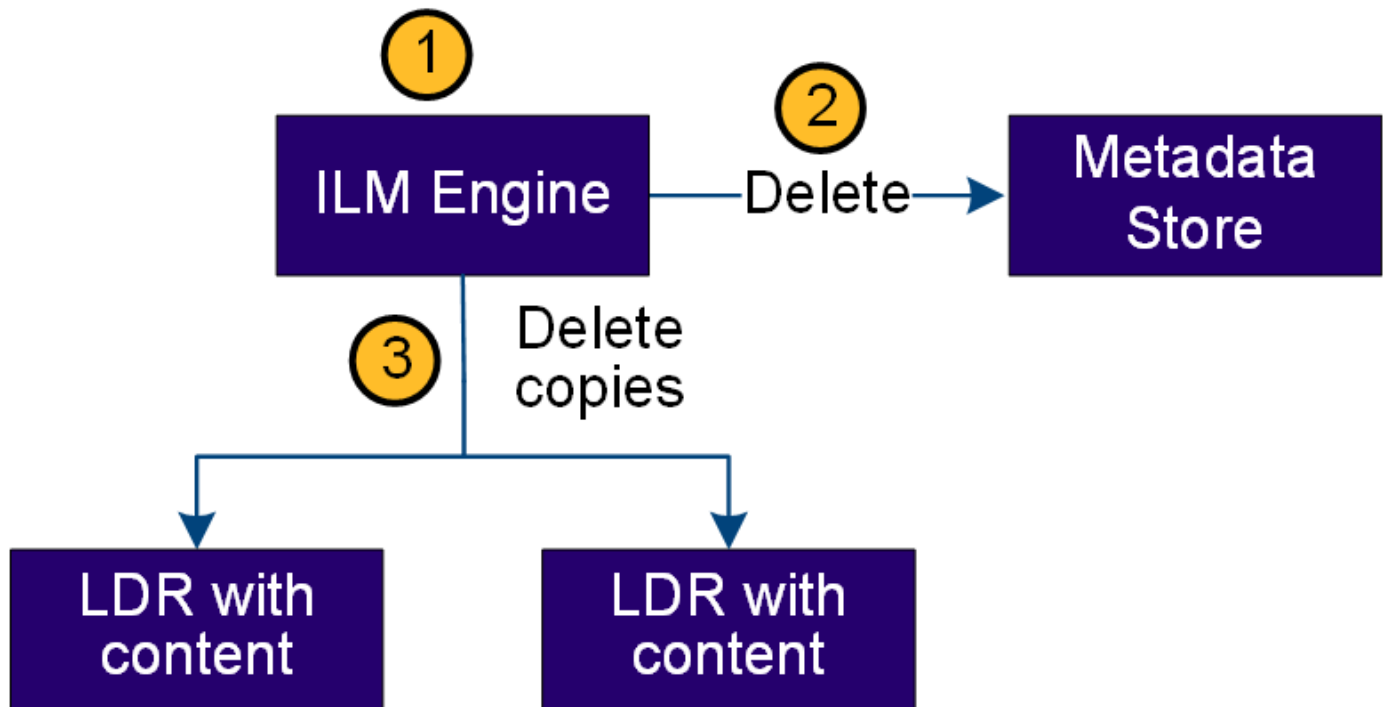 1
2
ILM Engine
Delete
Metadata
Store
3
Delete
copies
LDR with
content
LDR with
content